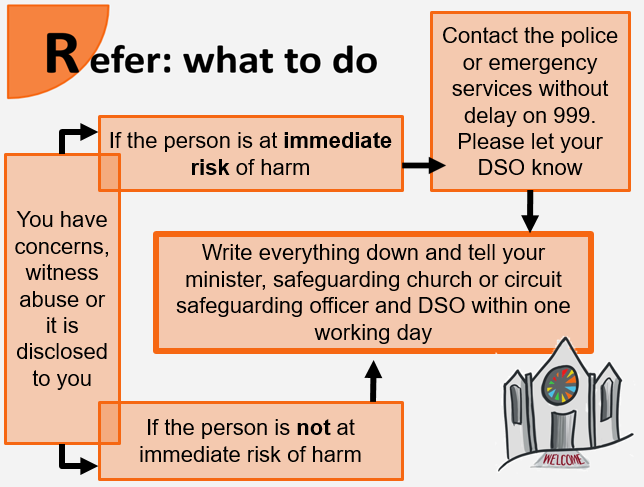 Refer: what to do
Contact the police
or emergency
services without
delay on 999.
Please let your
DSO know
If the person is at immediate
risk of harm
You have
concerns,
witness
abuse or
it is
disclosed
to you
Write everything down and tell your
minister, safeguarding church or circuit
safeguarding officer and DSO within one
working day
If the person is not at
immediate risk of harm
WELCOME